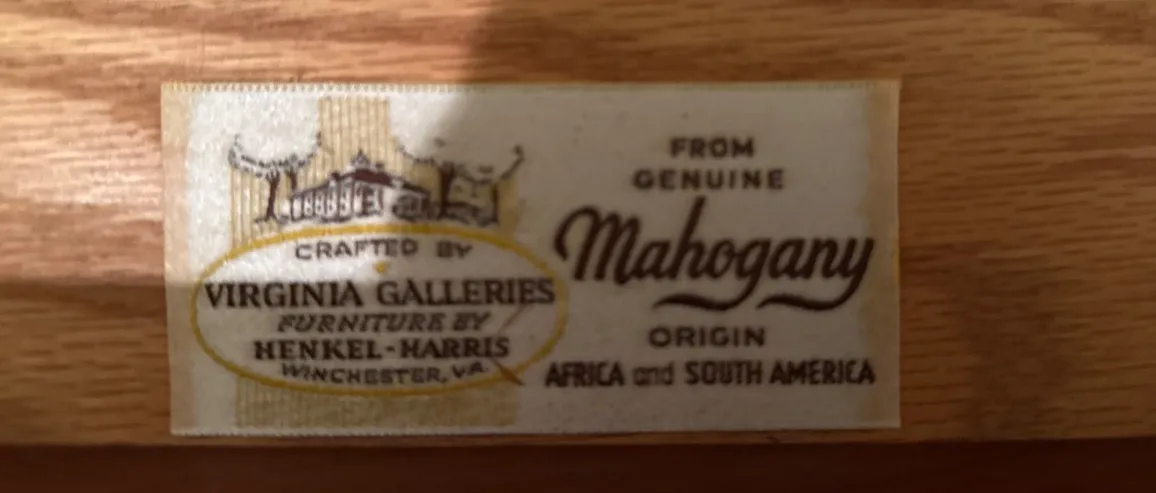 CRAFTED BY
VIRGINIA GALLERIES
FURNITURE BY
HENKEL-HARRIS
WINCHESTER, VA.
FROM
GENUINE
Mahogany
ORIGIN
AFRICA and SOUTH AMERICA